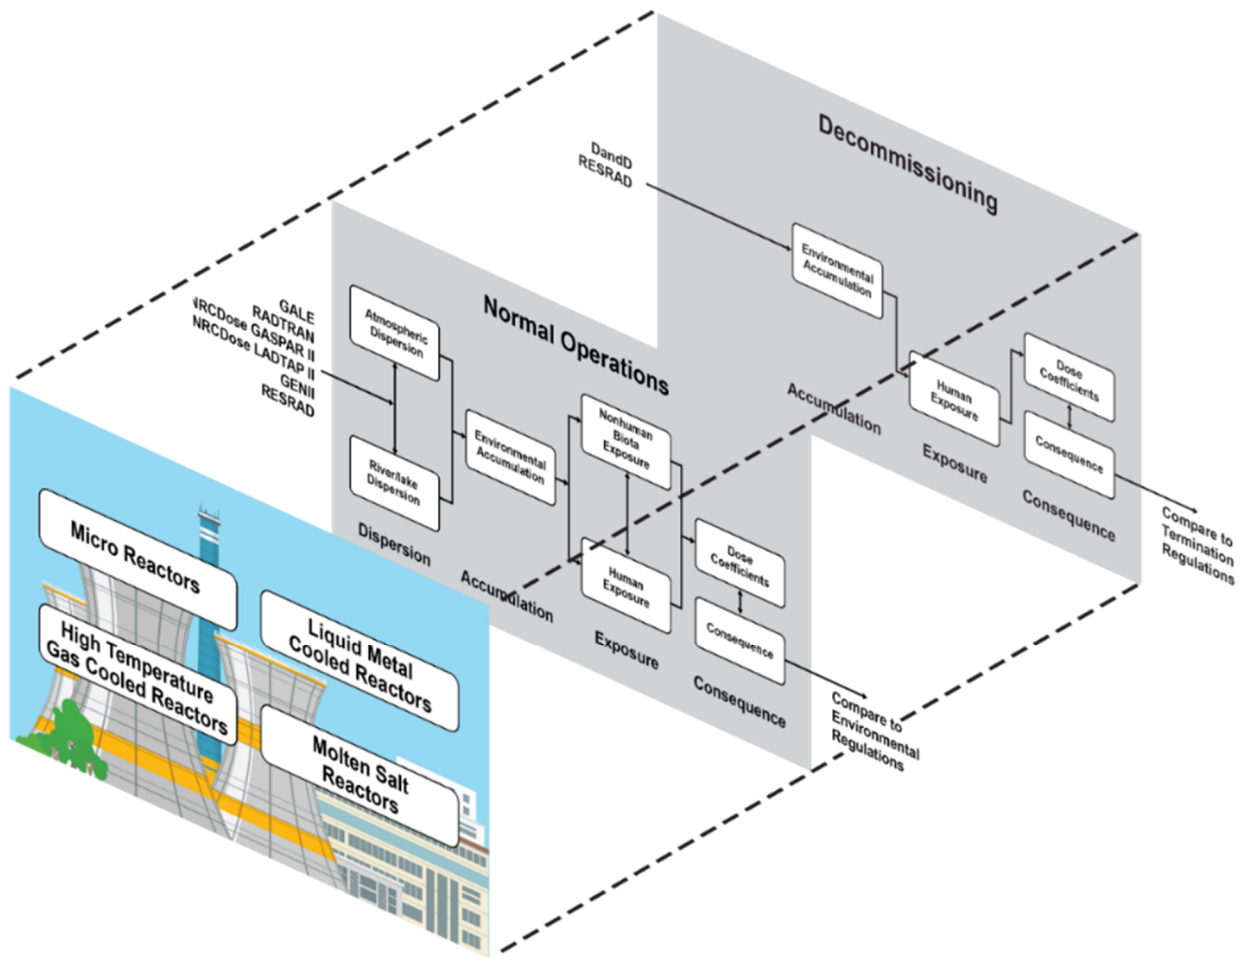 Decommissioning
DandD
RESRAD
Environmental
Accumulation
Human
Exposure
Dose
Coefficients
Consequence
Accumulation
Exposure
Consequence
Compare to
Termination
Regulations
Normal Operations
GALE
RADTRAN
NRCDose GASPAR II
NRCDose LADTAP II
GENII
RESRAD
Atmospheric
Dispersion
River/lake
Dispersion
Environmental
Accumulation
Nonhuman
Biota
Exposure
Human
Exposure
Dose
Coefficients
Consequence
Dispersion
Accumulation
Exposure
Consequence
Compare to
Environmental
Regulations
Micro Reactors
High Temperature
Gas Cooled Reactors
Liquid Metal
Cooled Reactors
Molten Salt
Reactors